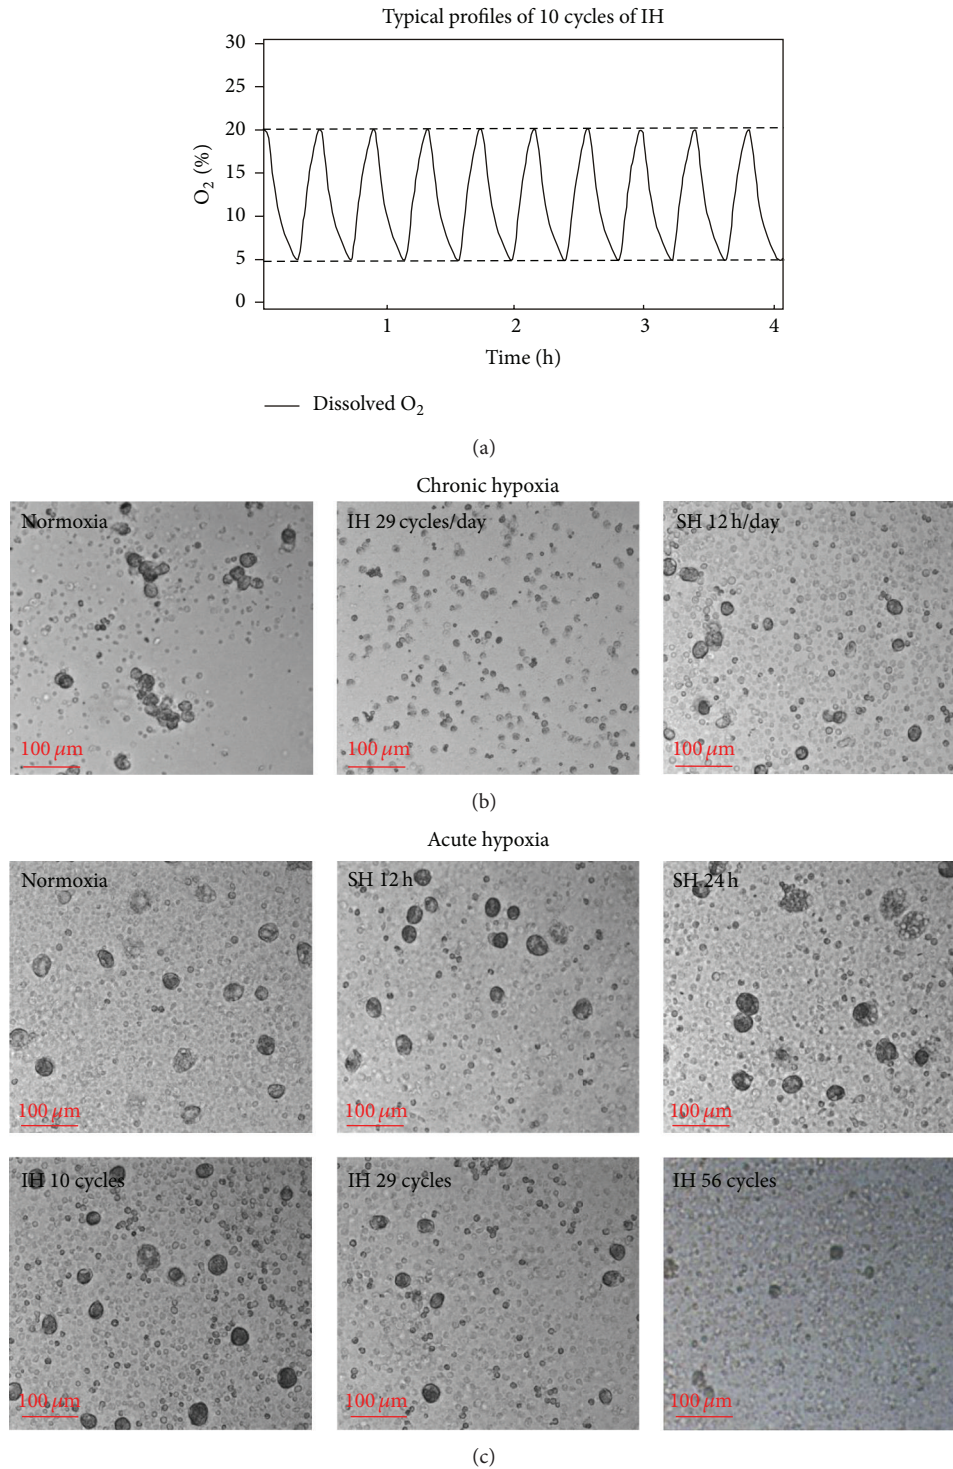 Typical profiles of 10 cycles of IH
30
25
20
15
10
5
0
O2 (%)
1 2 3 4
Time (h)
Dissolved O2
(a)
Chronic hypoxia
Normoxia
IH 29 cycles/day
SH 12 h/day
100 μm
100 μm
100 μm
(b)
Acute hypoxia
Normoxia
SH 12 h
SH 24 h
100 μm
100 μm
100 μm
IH 10 cycles
IH 29 cycles
IH 56 cycles
100 μm
100 μm
100 μm
(c)